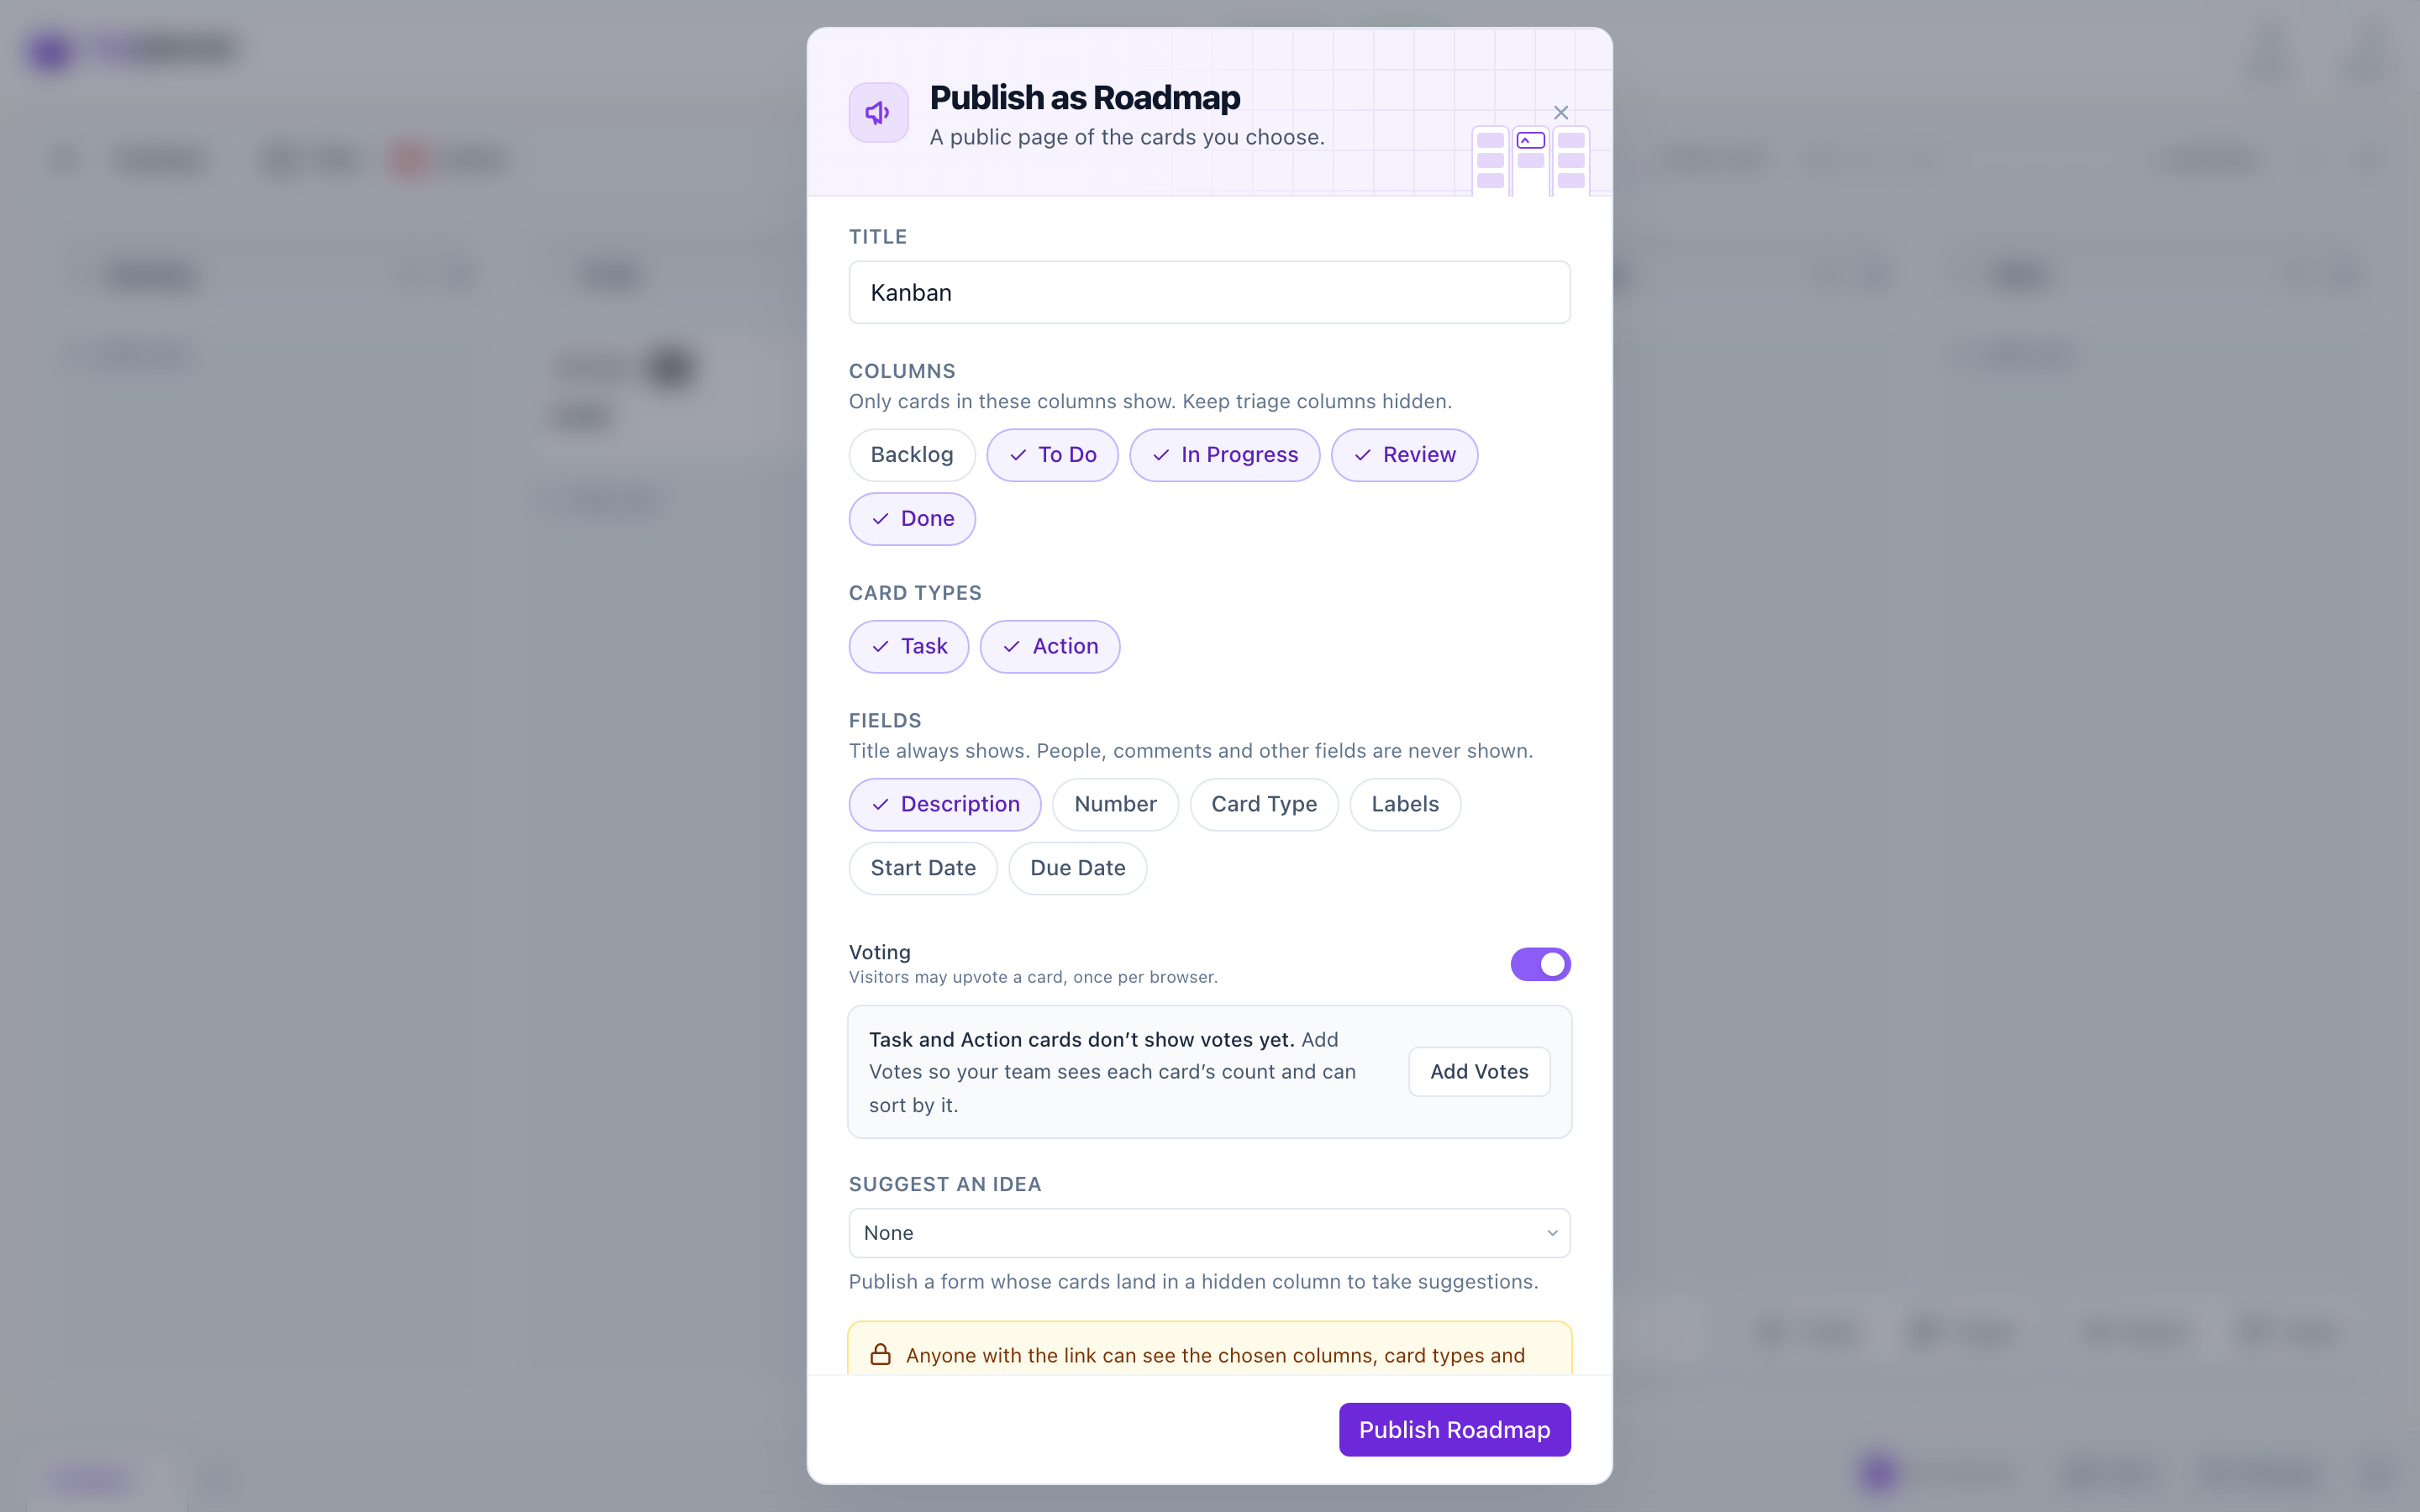 Publish as Roadmap
A public page of the cards you choose.
TITLE
Kanban
COLUMNS
Only cards in these columns show. Keep triage columns hidden.
Backlog
To Do
In Progress
Review
Done
CARD TYPES
Task
Action
FIELDS
Title always shows. People, comments and other fields are never shown.
Description
Number
Card Type
Labels
Start Date
Due Date
Voting
Visitors may upvote a card, once per browser.
Task and Action cards don’t show votes yet. Add
Votes so your team sees each card’s count and can
sort by it.
Add Votes
SUGGEST AN IDEA
None
Publish a form whose cards land in a hidden column to take suggestions.
Anyone with the link can see the chosen columns, card types and
Publish Roadmap